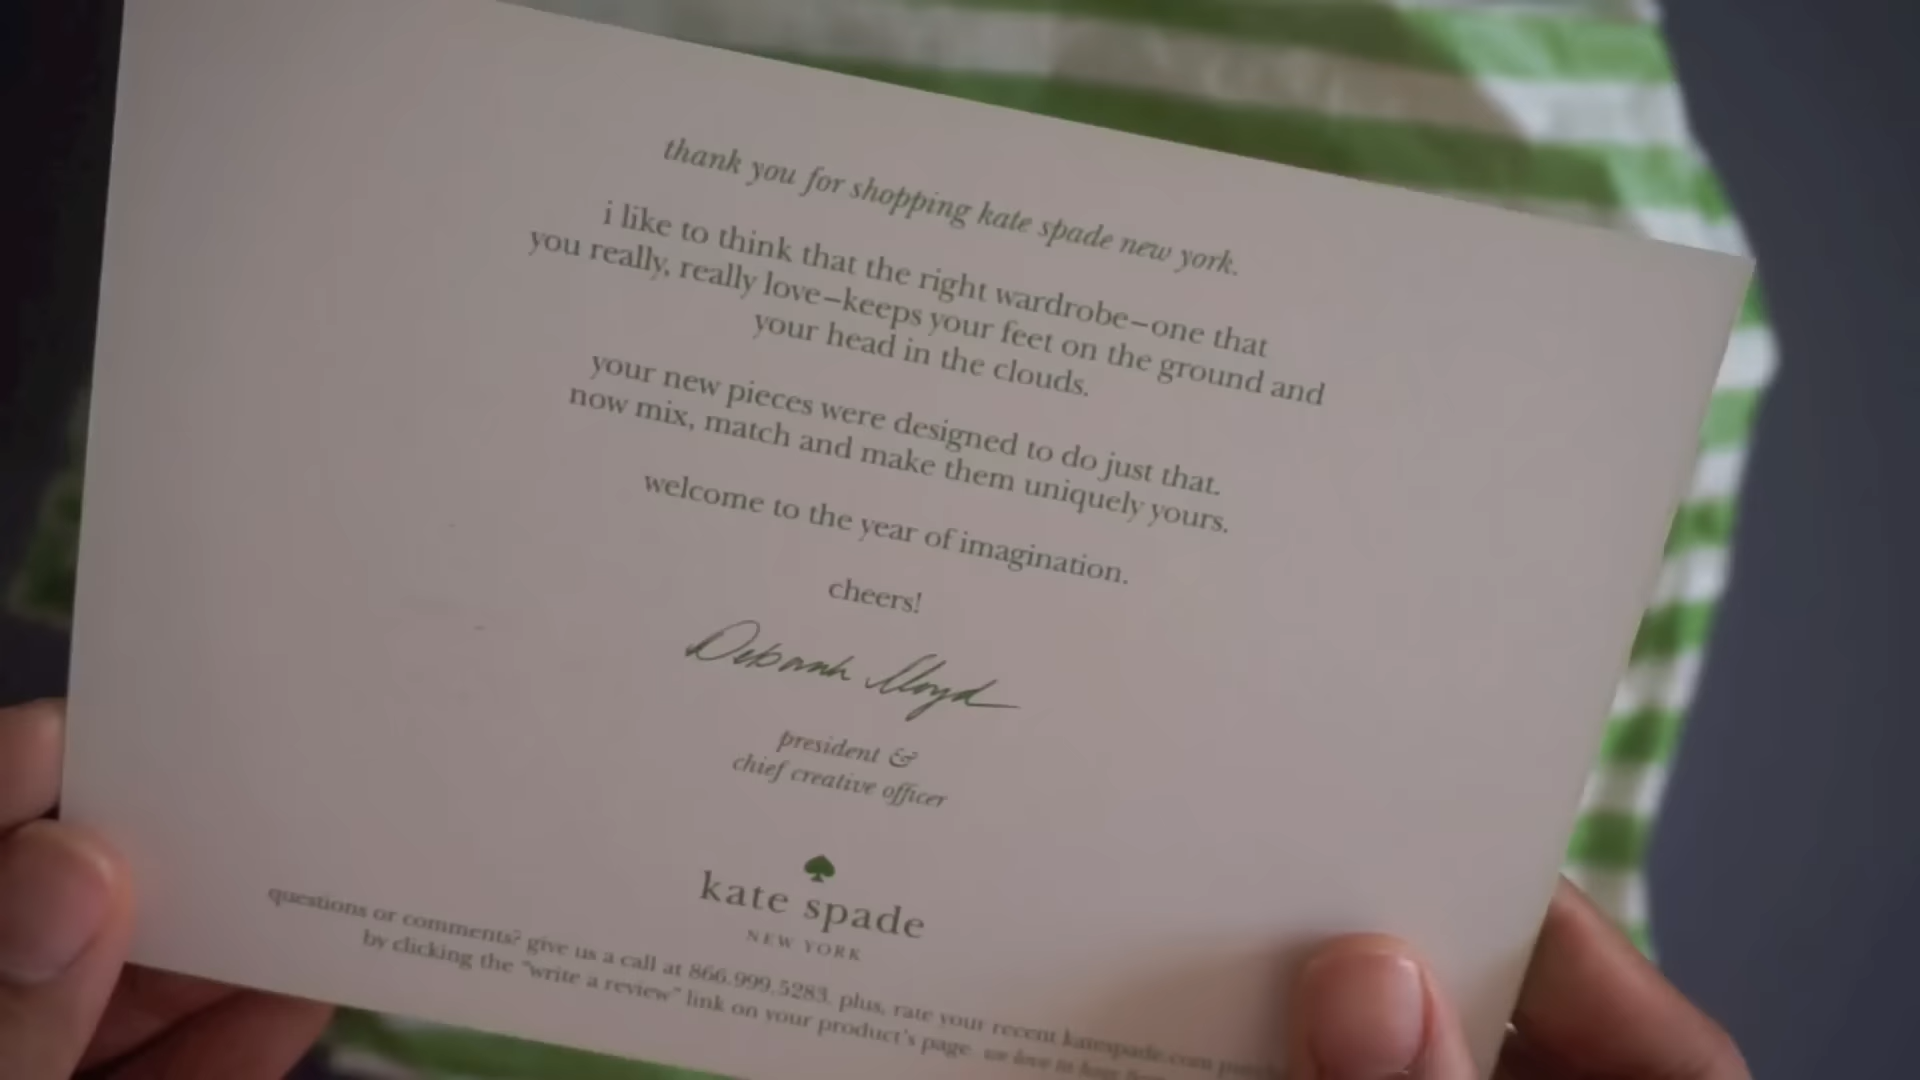 thank you for shopping kate spade new york.
i like to think that the right wardrobe–one that
you really, really love–keeps your feet on the ground and
your head in the clouds.
your new pieces were designed to do just that.
now mix, match and make them uniquely yours.
welcome to the year of imagination.
cheers!
Deborah Lloyd
president &
chief creative officer
kate spade
NEW YORK
questions or comments? give us a call at 866.999.5283. plus, rate your recent katespade.com
by clicking the "write a review" link on your product's page. we love to hear